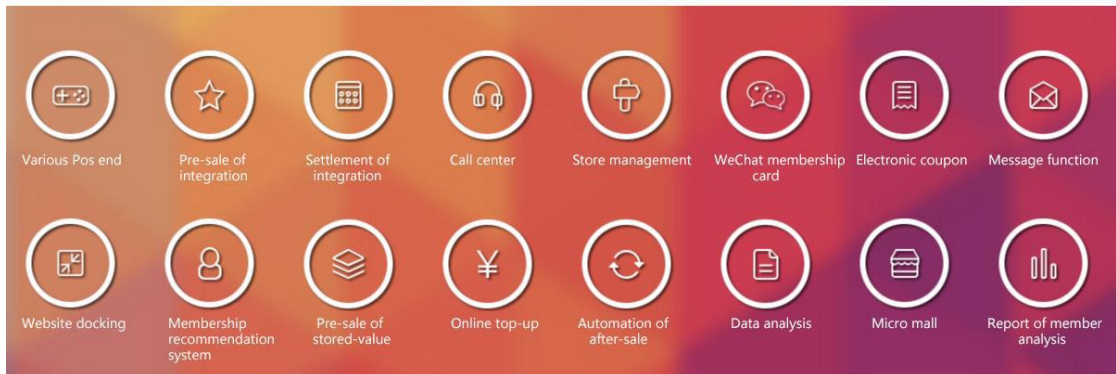 Various Pos end
Pre-sale of
integration
Settlement of
integration
Call center
Store management
WeChat membership
card
Electronic coupon
Message function
Website docking
Membership
recommendation
system
Pre-sale of
stored-value
Online top-up
Automation of
after-sale
Data analysis
Micro mall
Report of member
analysis